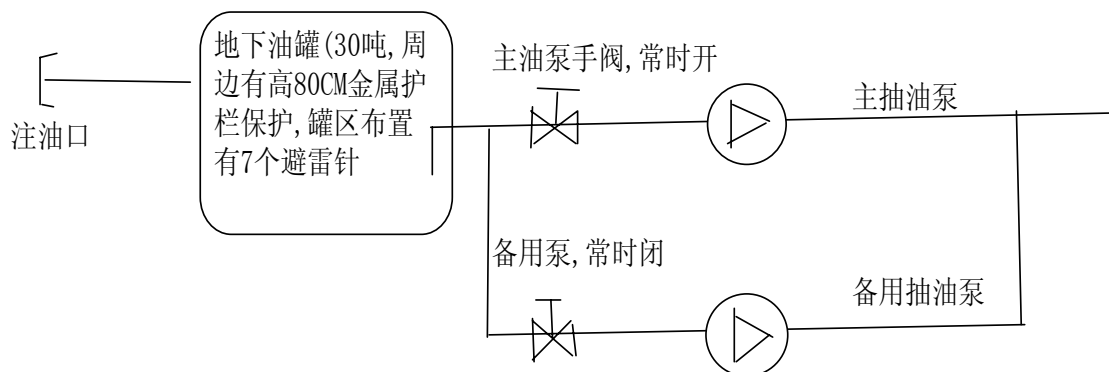 地下油罐(30吨,周
边有高80CM金属护
栏保护,罐区布置
有7个避雷针
注油口
主油泵手阀,常时开
主抽油泵
备用泵,常时闭
备用抽油泵